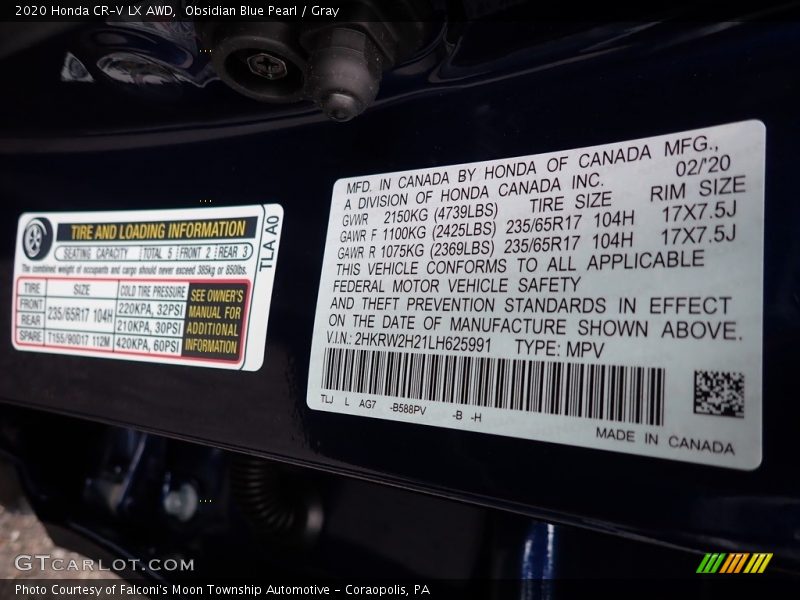 2020 Honda CR-V LX AWD,  Obsidian Blue Pearl / Gray
TIRE AND LOADING INFORMATION
SEATING CAPACITY TOTAL 5 FRONT 2 REAR 3
The combined weight of occupants and cargo should never exceed 385kg or 850lbs.
TIRE SIZE COLD TIRE PRESSURE
FRONT 235/65R17 104H 220KPA, 32PSI
REAR 210KPA, 30PSI
SPARE T155/90D17 112M 420KPA, 60PSI
SEE OWNER'S
MANUAL FOR
ADDITIONAL
INFORMATION
TLA A0
MFD. IN CANADA BY HONDA OF CANADA MFG.,
A DIVISION OF HONDA CANADA INC. 02/'20
GVWR 2150KG (4739LBS) TIRE SIZE RIM SIZE
GAWR F 1100KG (2425LBS) 235/65R17 104H 17X7.5J
GAWR R 1075KG (2369LBS) 235/65R17 104H 17X7.5J
THIS VEHICLE CONFORMS TO ALL APPLICABLE
FEDERAL MOTOR VEHICLE SAFETY
AND THEFT PREVENTION STANDARDS IN EFFECT
ON THE DATE OF MANUFACTURE SHOWN ABOVE.
V.I.N.: 2HKRW2H21LH625991 TYPE: MPV
TLJ L AG7 -B588PV -B -H
MADE IN CANADA
GTCARLOT.COM
Photo Courtesy of Falconi's Moon Township Automotive - Coraopolis, PA